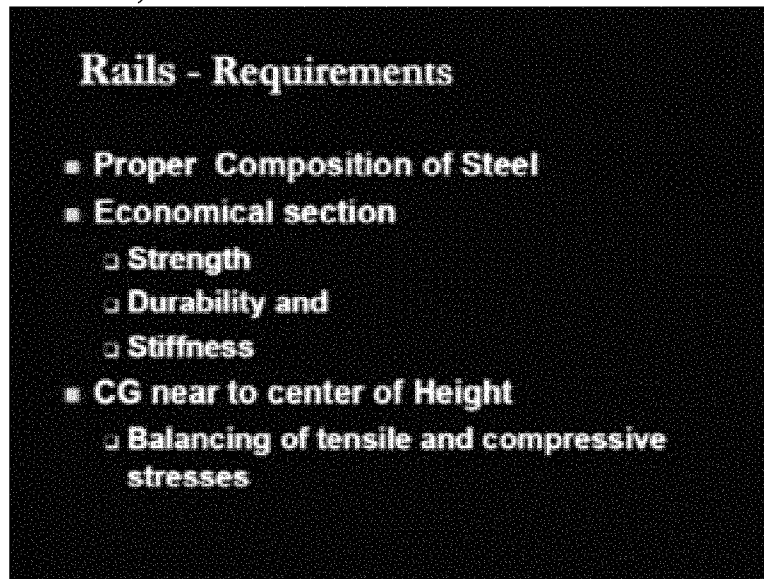 Rails - Requirements
Proper Composition of Steel
Economical section
Strength
Durability and
Stiffness
CG near to center of Height
Balancing of tensile and compressive
stresses